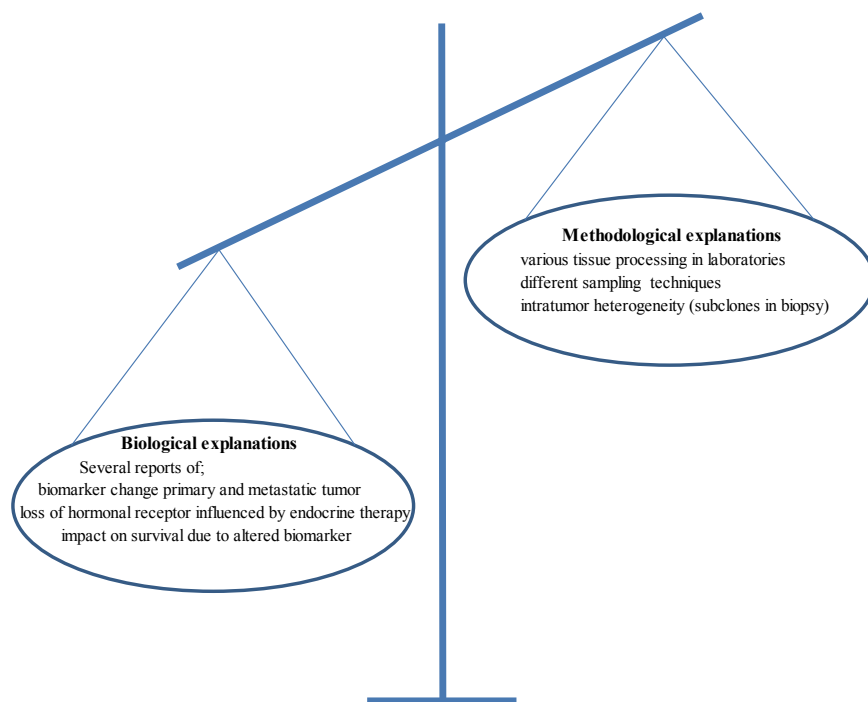 Methodological explanations
various tissue processing in laboratories
different sampling techniques
intratumor heterogeneity (subclones in biopsy)
Biological explanations
Several reports of;
biomarker change primary and metastatic tumor
loss of hormonal receptor influenced by endocrine therapy
impact on survival due to altered biomarker